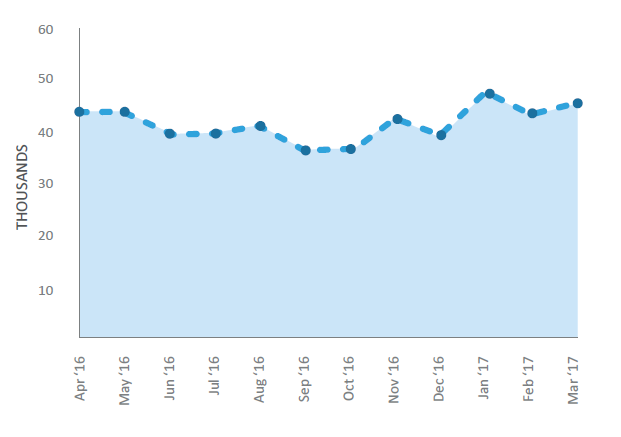 60
50
40
30
20
10
THOUSANDS
Apr ‘16
May ‘16
Jun ‘16
Jul ‘16
Aug ‘16
Sep ‘16
Oct ‘16
Nov ‘16
Dec ‘16
Jan ‘17
Feb ‘17
Mar ‘17